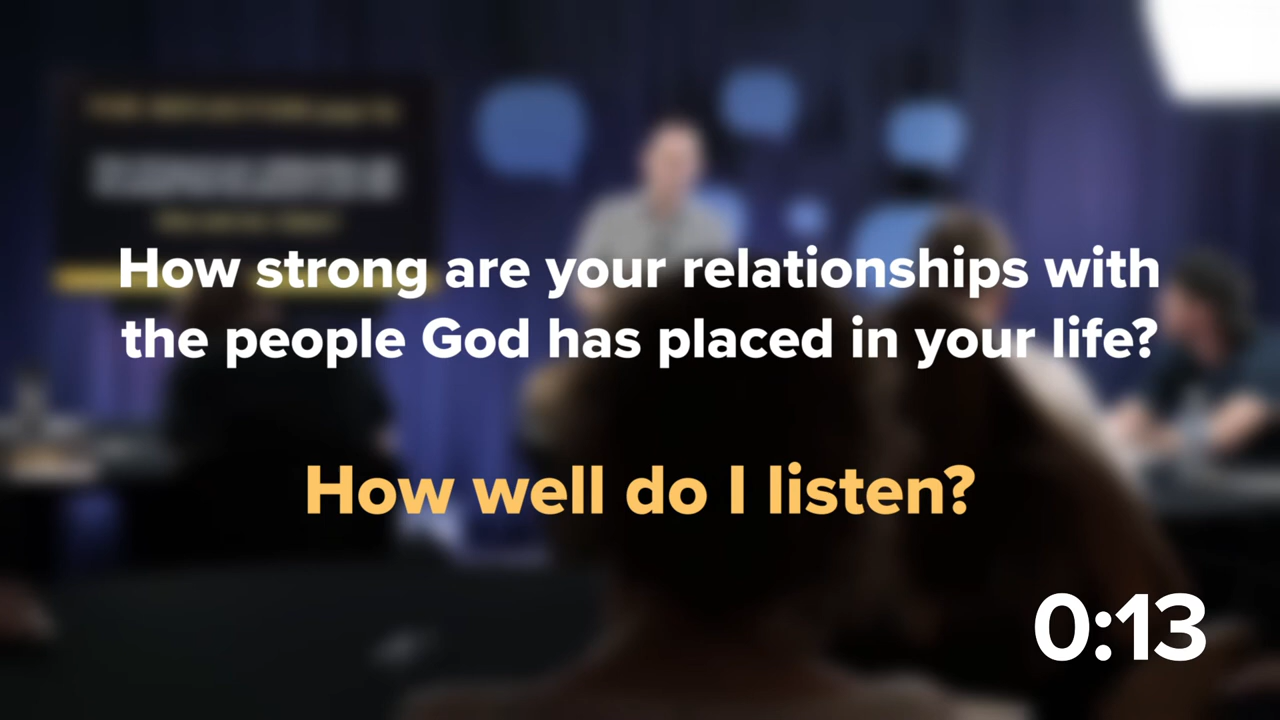 How strong are your relationships with
the people God has placed in your life?
How well do I listen?
0:13